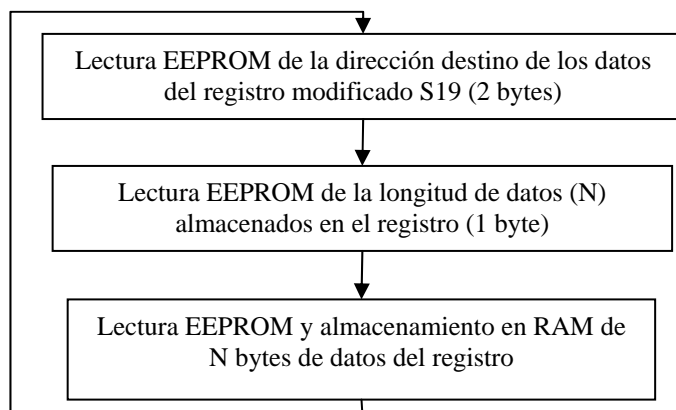 Lectura EEPROM de la dirección destino de los datos
del registro modificado S19 (2 bytes)
Lectura EEPROM de la longitud de datos (N)
almacenados en el registro (1 byte)
Lectura EEPROM y almacenamiento en RAM de
N bytes de datos del registro